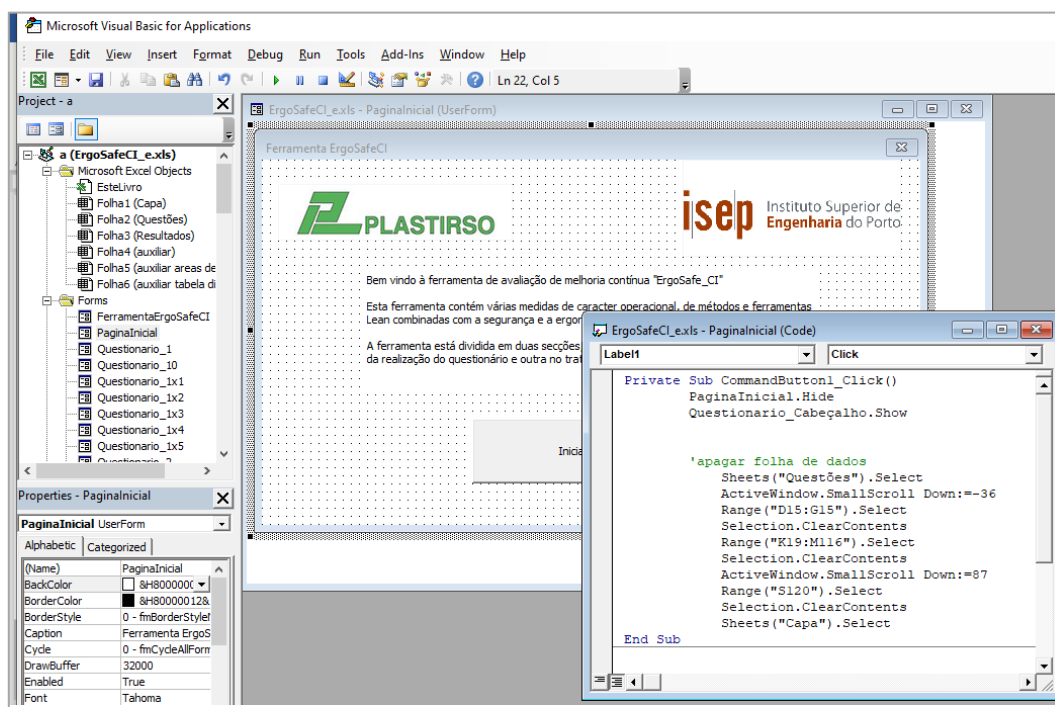 Microsoft Visual Basic for Applications
File Edit View Insert Format Debug Run Tools Add-Ins Window Help
Ln 22, Col 5
Project - a
a (ErgoSafeCI_e.xls)
Microsoft Excel Objects
EsteLivro
Folha1 (Capa)
Folha2 (Questões)
Folha3 (Resultados)
Folha4 (auxiliar)
Folha5 (auxiliar areas de
Folha6 (auxiliar tabela di
Forms
FerramentaErgoSafeCI
PaginaInicial
Questionario_1
Questionario_10
Questionario_1x1
Questionario_1x2
Questionario_1x3
Questionario_1x4
Questionario_1x5
Properties - PaginaInicial
PaginaInicial UserForm
Alphabetic Categorized
(Name) PaginaInicial
BackColor &H8000000
BorderColor &H80000012&
BorderStyle 0 - fmBorderStyle
Caption Ferramenta ErgoS
Cycle 0 - fmCycleAllForm
DrawBuffer 32000
Enabled True
Font Tahoma
ErgoSafeCI_e.xls - PaginaInicial (UserForm)
Ferramenta ErgoSafeCI
PLASTIRSO
isep Instituto Superior de
Engenharia do Porto
Bem vindo à ferramenta de avaliação de melhoria contínua "ErgoSafe_CI"
Esta ferramenta contém várias medidas de caracter operacional, de métodos e ferramentas
Lean combinadas com a segurança e a ergo
A ferramenta está dividida em duas secções
da realização do questionário e outra no trat
Inicia
ErgoSafeCI_e.xls - PaginaInicial (Code)
Label1 Click
Private Sub CommandButton1_Click()
PaginaInicial.Hide
Questionario_Cabeçalho.Show
'apagar folha de dados
Sheets("Questões").Select
ActiveWindow.SmallScroll Down:=-36
Range("D15:G15").Select
Selection.ClearContents
Range("K19:M116").Select
Selection.ClearContents
ActiveWindow.SmallScroll Down:=87
Range("S120").Select
Selection.ClearContents
Sheets("Capa").Select
End Sub